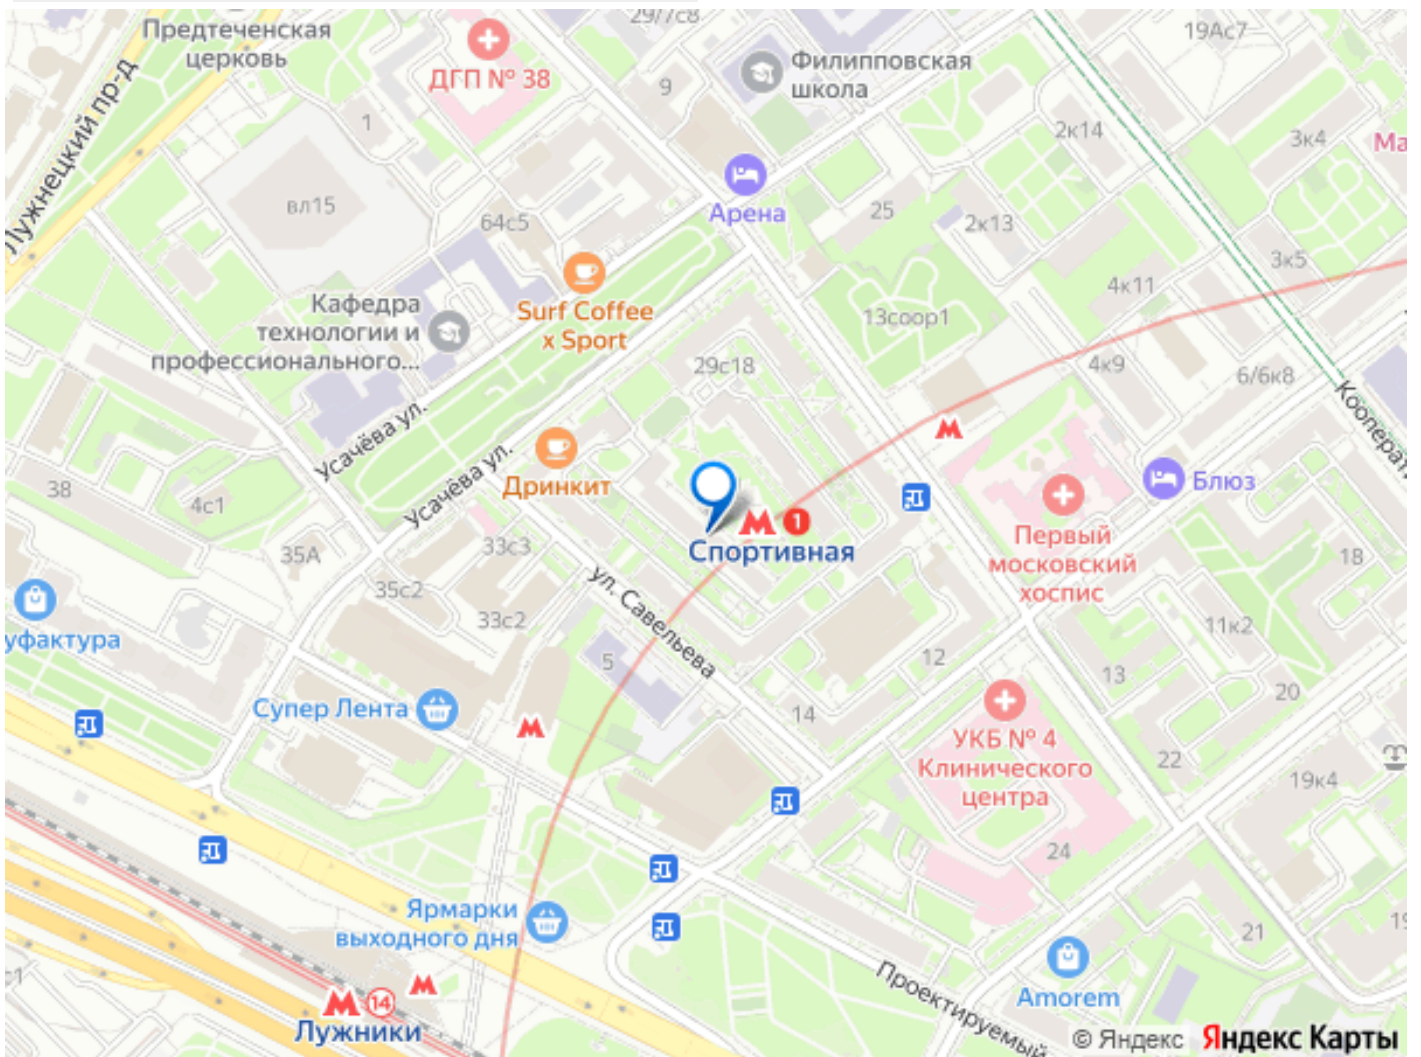 29/7с8
Предтеченская
церковь
19Ас7
ДГП № 38
Филипповская
школа
9
Лужнецкий пр-д
1
2к14
3к4
Ма
вл15
64с5
Арена
25
2к13
3к5
4к11
Кафедра
технологии и
профессионального...
Surf Coffee
x Sport
13соор1
29с18
4к9
6/6к8
Усачёва ул.
Усачёва ул.
Дринкит
38
4с1
Блюз
1
Спортивная
Первый
московский
хоспис
35А
33с3
18
35с2
ул. Савельева
33с2
11к2
уфактура
5
12
13
20
Супер Лента
14
УКБ № 4
Клинического
центра
22
19к4
24
Ярмарки
выходного дня
21
19
с1
14
Лужники
Amorem
Проектируемый
© Яндекс
Яндекс Карты